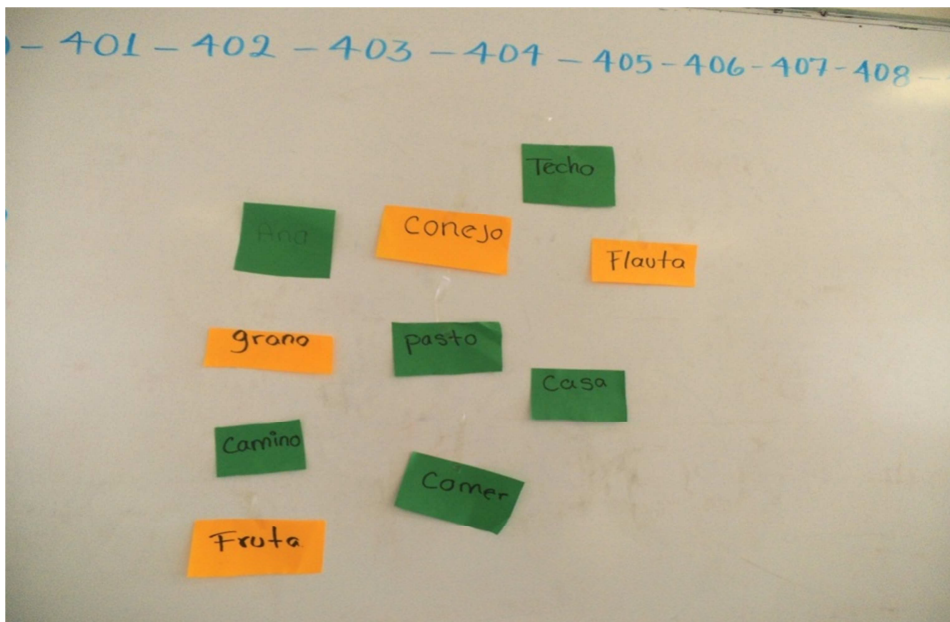 - 401 - 402 - 403 - 404 - 405 - 406 - 407 - 408 -
Techo
Ana
Conejo
Flauta
grano
pasto
Casa
Camino
Comer
Fruta